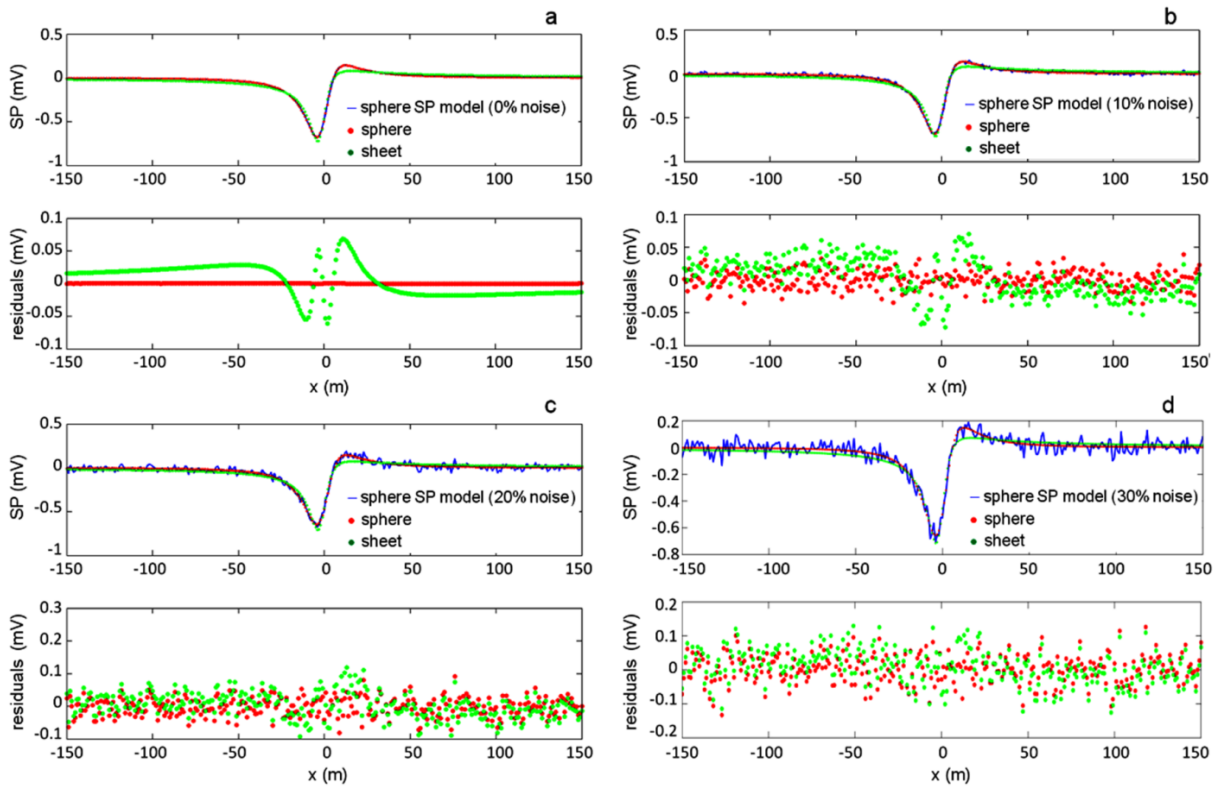 a
0.5
0
-0.5
-1
SP (mV)
sphere SP model (0% noise)
sphere
sheet
-150 -100 -50 0 50 100 150
0.1
0.05
0
0.05
0.1
residuals (mV)
-150 -100 -50 0 50 100 150
x (m)
b
0.5
0
-0.5
-1
SP (mV)
sphere SP model (10% noise)
sphere
sheet
-150 -100 -50 0 50 100 150
0.1
0.05
0
-0.05
-0.1
residuals (mV)
-150 -100 -50 0 50 100 150
x (m)
c
0.5
0
-0.5
-1
SP (mV)
sphere SP model (20% noise)
sphere
sheet
-150 -100 -50 0 50 100 150
0.3
0.2
0.1
0
-0.1
residuals (mV)
-150 -100 -50 0 50 100 150
x (m)
d
0.2
0
-0.2
-0.4
-0.6
-0.8
SP (mV)
sphere SP model (30% noise)
sphere
sheet
-150 -100 -50 0 50 100 150
0.2
0.1
0
0.1
-0.2
residuals (mV)
-150 -100 -50 0 50 100 150
x (m)